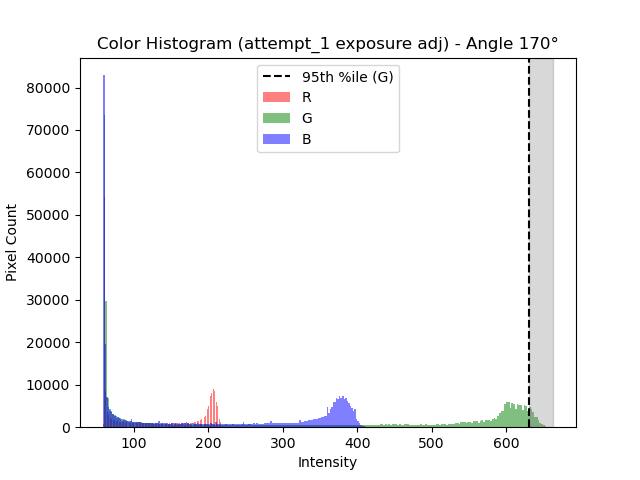 Color Histogram (attempt_1 exposure adj) - Angle 170°
95th %ile (G)
R
G
B
80000
70000
60000
50000
40000
30000
20000
10000
0
Pixel Count
100 200 300 400 500 600
Intensity